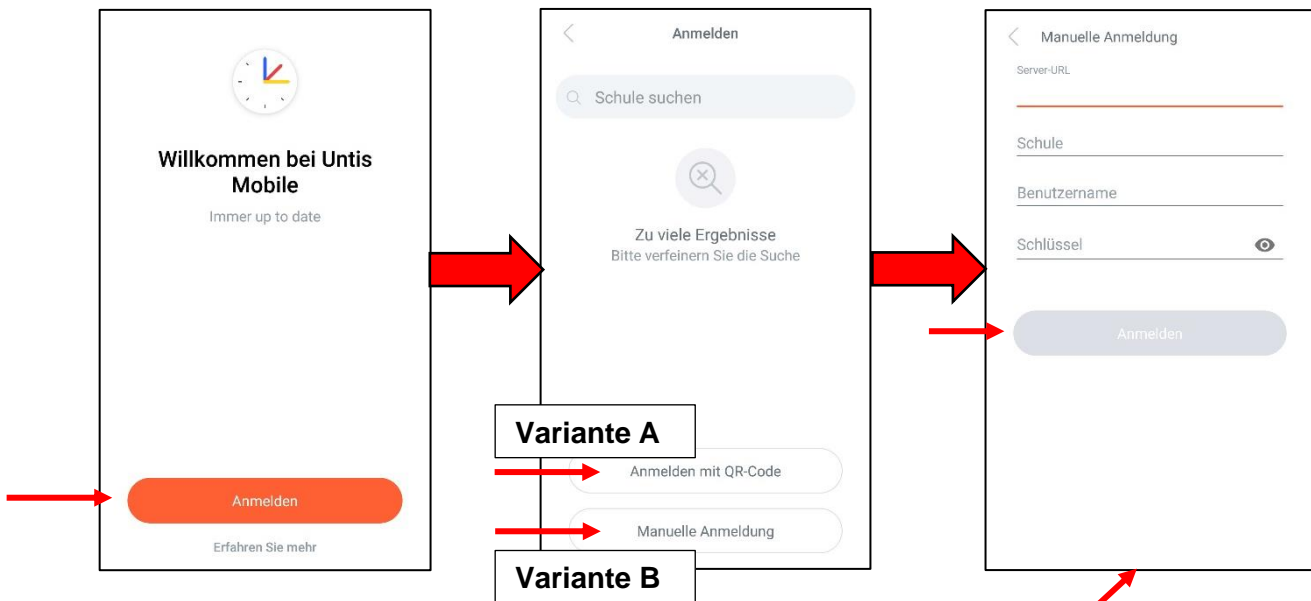 Willkommen bei Untis
Mobile
Immer up to date
Anmelden
Erfahren Sie mehr
Anmelden
Schule suchen
Zu viele Ergebnisse
Bitte verfeinern Sie die Suche
Variante A
Anmelden mit QR-Code
Manuelle Anmeldung
Variante B
Manuelle Anmeldung
Server-URL
Schule
Benutzername
Schlüssel
Anmelden